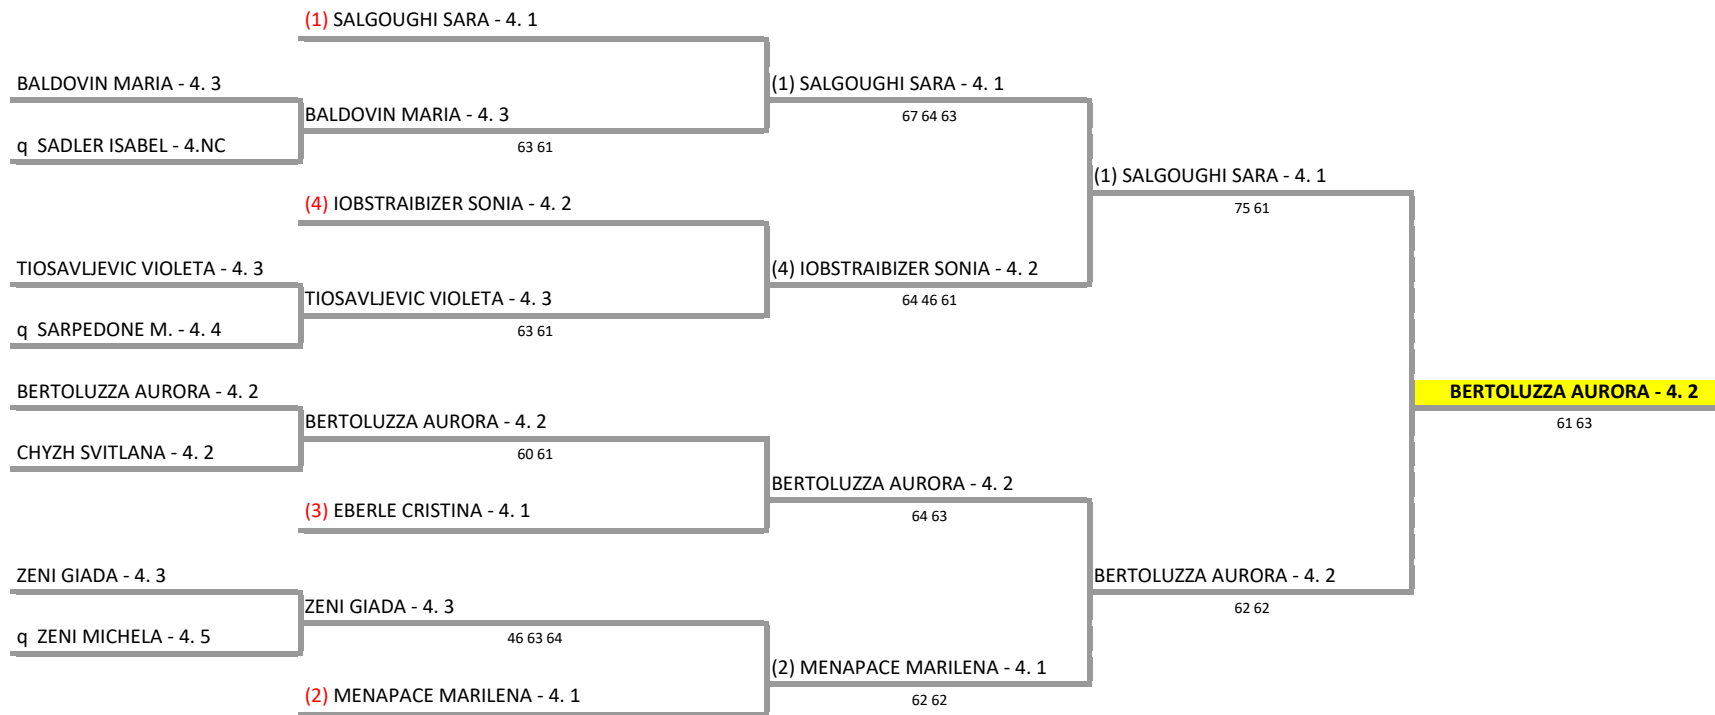 (1) SALGOUGHI SARA - 4. 1
BALDOVIN MARIA - 4. 3
(1) SALGOUGHI SARA - 4. 1
BALDOVIN MARIA - 4. 3
67 64 63
q SADLER ISABEL - 4.NC
63 61
(1) SALGOUGHI SARA - 4. 1
(4) IOBSTRAIBIZER SONIA - 4. 2
75 61
TIOSAVLJEVIC VIOLETA - 4. 3
(4) IOBSTRAIBIZER SONIA - 4. 2
TIOSAVLJEVIC VIOLETA - 4. 3
64 46 61
q SARPEDONE M. - 4. 4
63 61
BERTOLUZZA AURORA - 4. 2
BERTOLUZZA AURORA - 4. 2
BERTOLUZZA AURORA - 4. 2
61 63
CHYZH SVITLANA - 4. 2
60 61
BERTOLUZZA AURORA - 4. 2
(3) EBERLE CRISTINA - 4. 1
64 63
ZENI GIADA - 4. 3
BERTOLUZZA AURORA - 4. 2
ZENI GIADA - 4. 3
62 62
q ZENI MICHELA - 4. 5
46 63 64
(2) MENAPACE MARILENA - 4. 1
(2) MENAPACE MARILENA - 4. 1
62 62